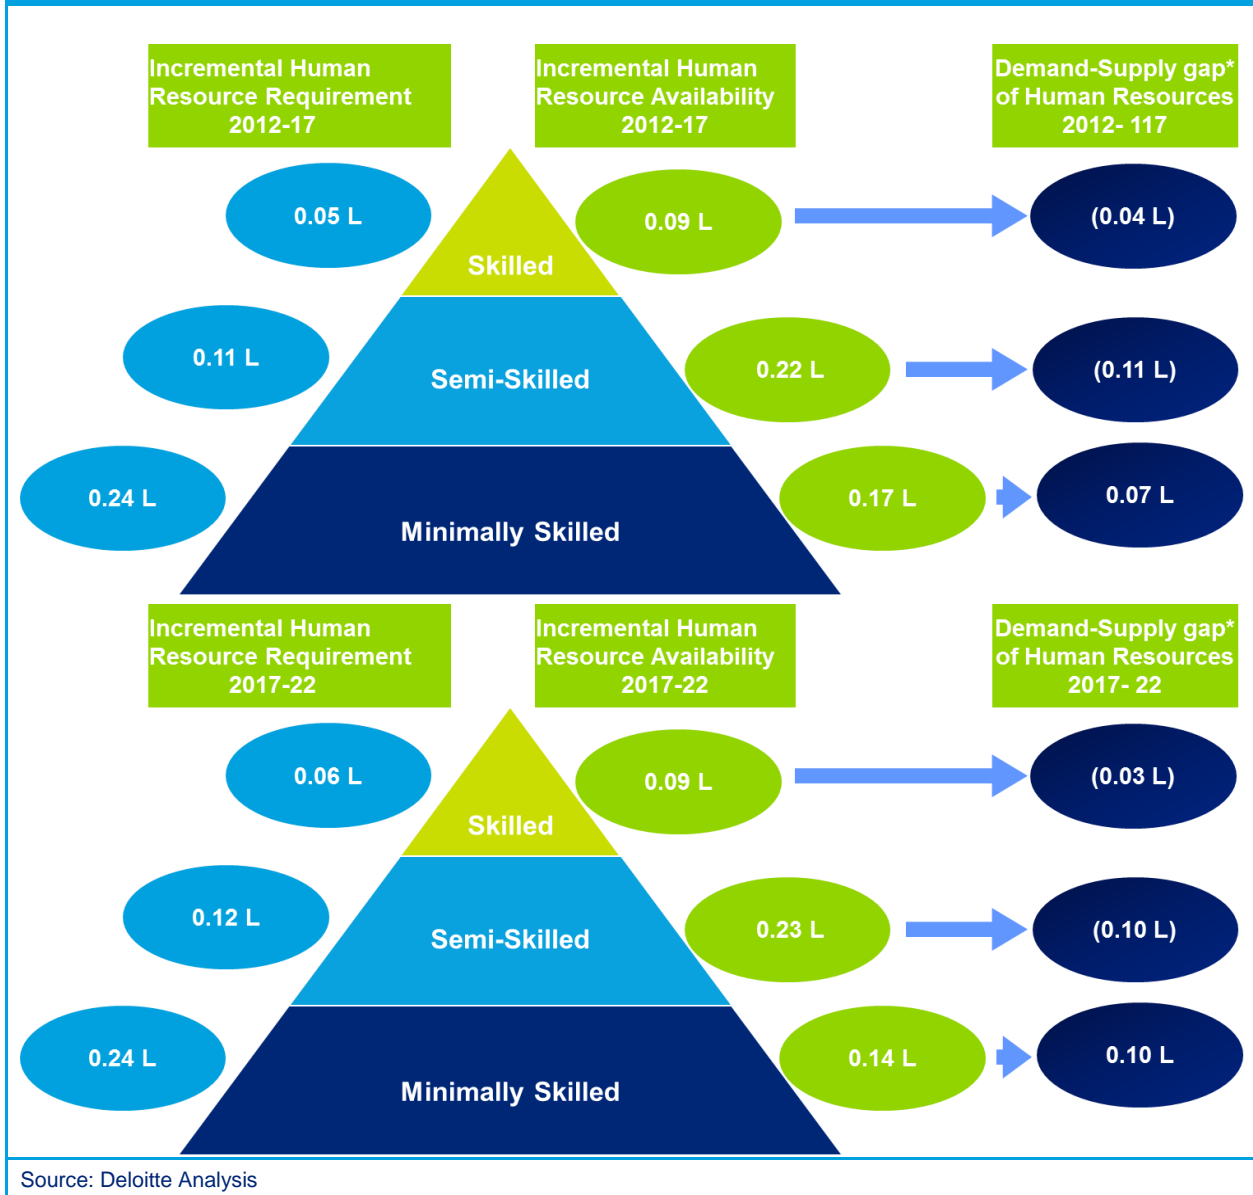 Incremental Human
Resource Requirement
2012-17
Incremental Human
Resource Availability
2012-17
Demand-Supply gap*
of Human Resources
2012- 117
0.05 L
Skilled
0.09 L
(0.04 L)
0.11 L
Semi-Skilled
0.22 L
(0.11 L)
0.24 L
Minimally Skilled
0.17 L
0.07 L
Incremental Human
Resource Requirement
2017-22
Incremental Human
Resource Availability
2017-22
Demand-Supply gap*
of Human Resources
2017- 22
0.06 L
Skilled
0.09 L
(0.03 L)
0.12 L
Semi-Skilled
0.23 L
(0.10 L)
0.24 L
Minimally Skilled
0.14 L
0.10 L
Source: Deloitte Analysis